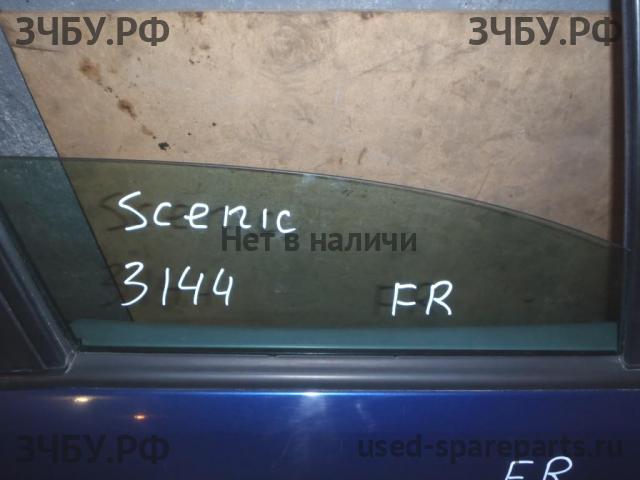 ЗЧБУ.РФ ЗЧБУ.РФ
Scenic
Нет в наличи
3144 FR
ЗЧБУ.РФ used-spareparts.ru
FR